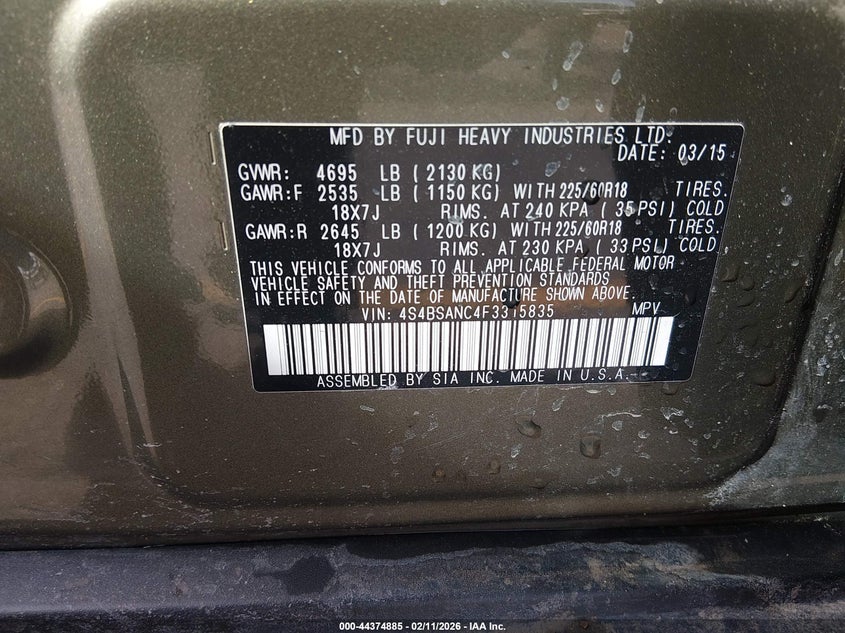 MFD BY FUJI HEAVY INDUSTRIES LTD.
DATE: 03/15
GVWR: 4695 LB ( 2130 KG)
GAWR:F 2535 LB ( 1150 KG) WITH 225/60R18 TIRES.
18X7J RIMS. AT 240 KPA ( 35 PSI) COLD
GAWR:R 2645 LB ( 1200 KG) WITH 225/60R18 TIRES.
18X7J RIMS. AT 230 KPA ( 33 PSI) COLD
THIS VEHICLE CONFORMS TO ALL APPLICABLE FEDERAL MOTOR
VEHICLE SAFETY AND THEFT PREVENTION STANDARDS
IN EFFECT ON THE DATE OF MANUFACTURE SHOWN ABOVE.
VIN: 4S4BSANC4F3315835 MPV
ASSEMBLED BY SIA INC. MADE IN U.S.A.
000-44374885 - 02/11/2026 - IAA Inc.